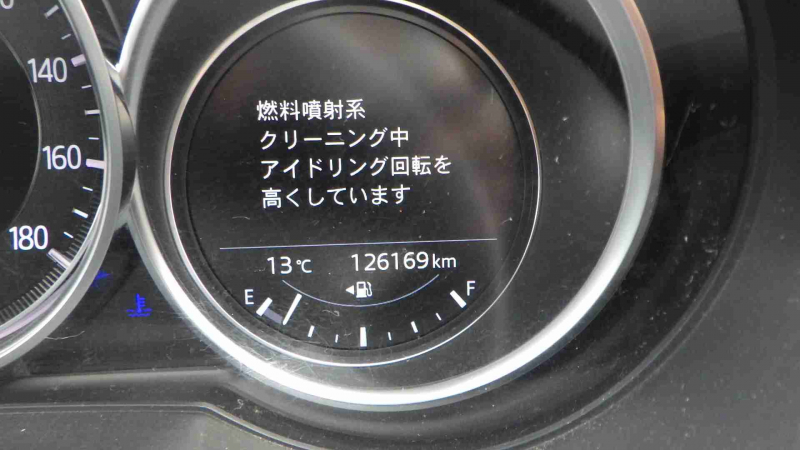 140
160
180
燃料噴射系
クリーニング中
アイドリング回転を
高くしています
13℃ 126169km
E F